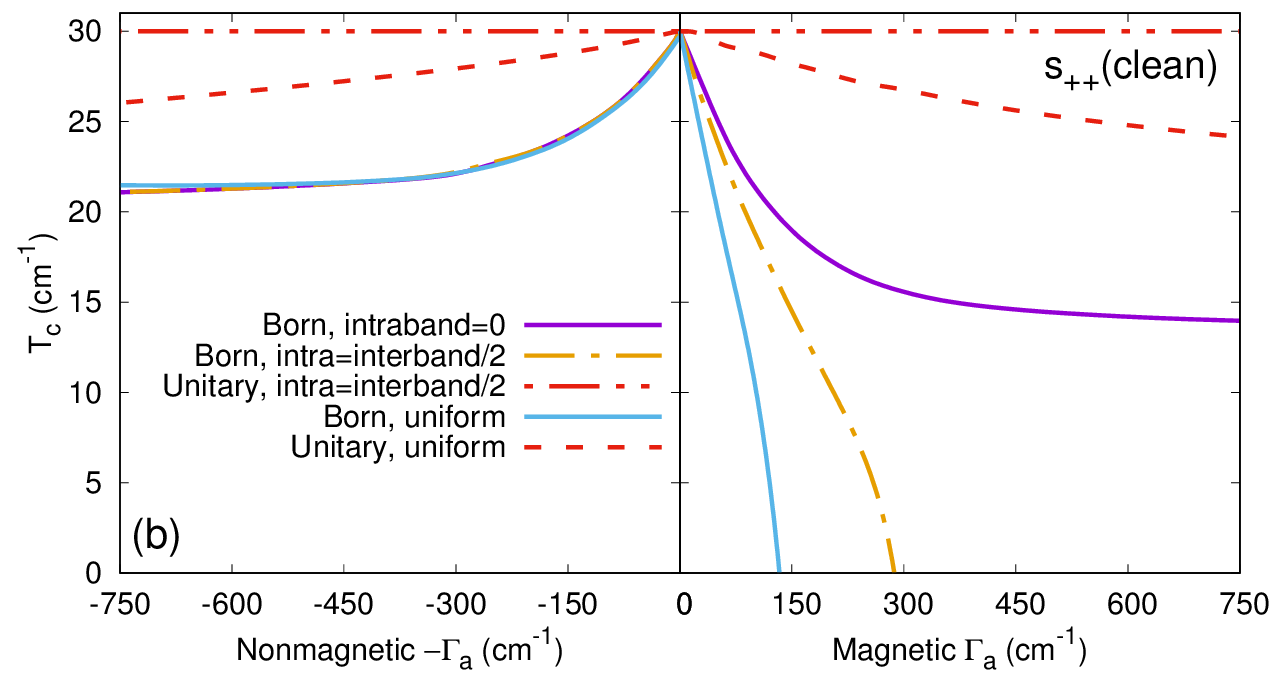 30
25
20
15
10
5
0
T_c (cm^-1)
s_++(clean)
Born, intraband=0
Born, intra=interband/2
Unitary, intra=interband/2
Born, uniform
Unitary, uniform
(b)
-750 -600 -450 -300 -150 0 150 300 450 600 750
Nonmagnetic –Γ_a (cm^-1) Magnetic Γ_a (cm^-1)